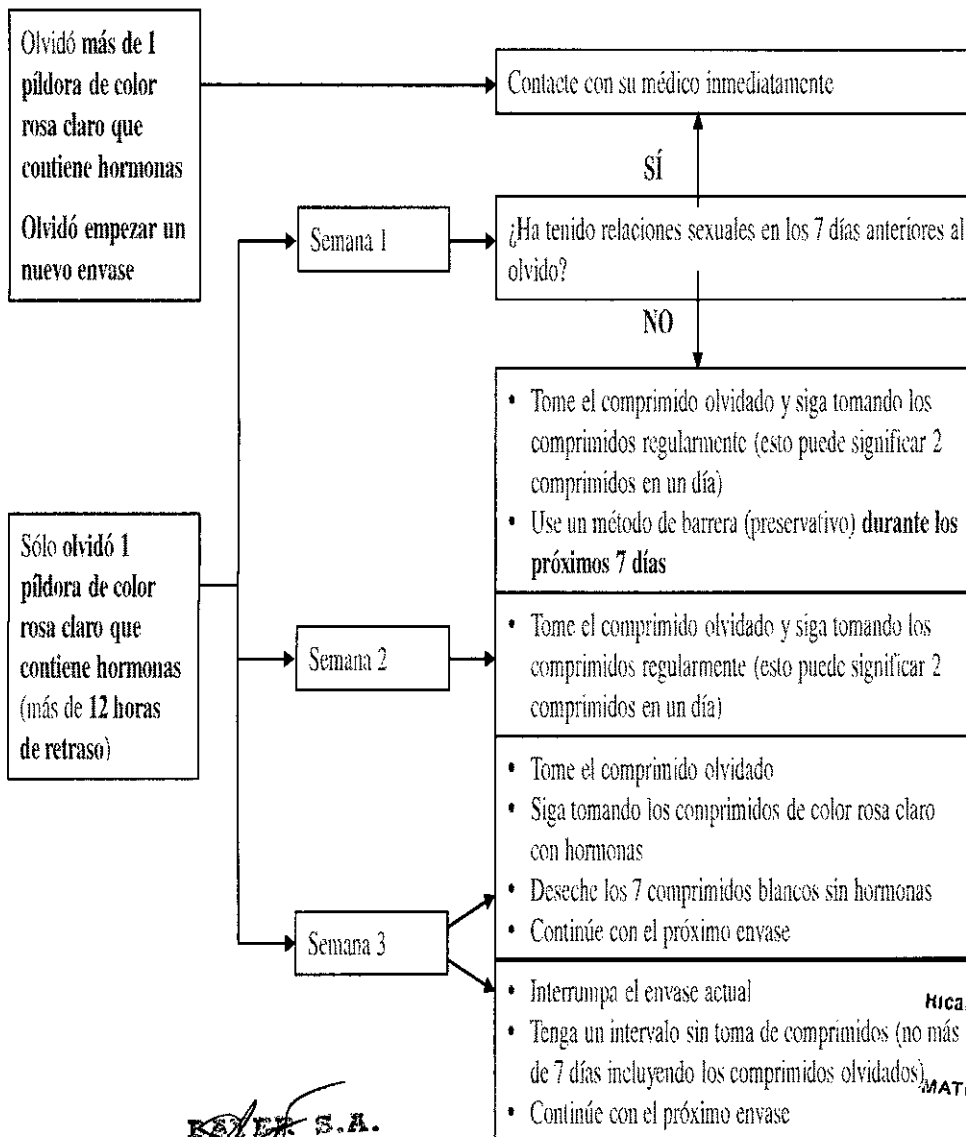 Olvidó más de 1
píldora de color
rosa claro que
contiene hormonas
Olvidó empezar un
nuevo envase
Contacte con su médico inmediatamente
SÍ
Semana 1
¿Ha tenido relaciones sexuales en los 7 días anteriores al
olvido?
NO
• Tome el comprimido olvidado y siga tomando los
comprimidos regularmente (esto puede significar 2
comprimidos en un día)
• Use un método de barrera (preservativo) durante los
próximos 7 días
Sólo olvidó 1
píldora de color
rosa claro que
contiene hormonas
(más de 12 horas
de retraso)
Semana 2
• Tome el comprimido olvidado y siga tomando los
comprimidos regularmente (esto puede significar 2
comprimidos en un día)
Semana 3
• Tome el comprimido olvidado
• Siga tomando los comprimidos de color rosa claro
con hormonas
• Deseche los 7 comprimidos blancos sin hormonas
• Continúe con el próximo envase
• Interrumpa el envase actual
• Tenga un intervalo sin toma de comprimidos (no más
de 7 días incluyendo los comprimidos olvidados)
• Continúe con el próximo envase
BAYER S.A.